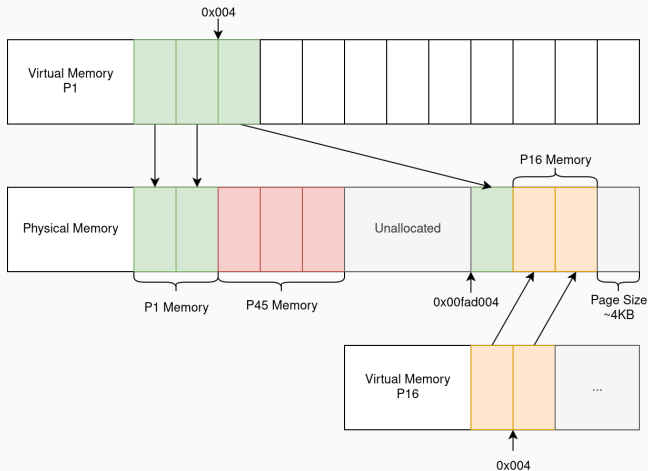 0x004
Virtual Memory
P1
P16 Memory
Physical Memory
Unallocated
P1 Memory
P45 Memory
0x00fad004
Page Size
~4KB
Virtual Memory
P16
...
0x004